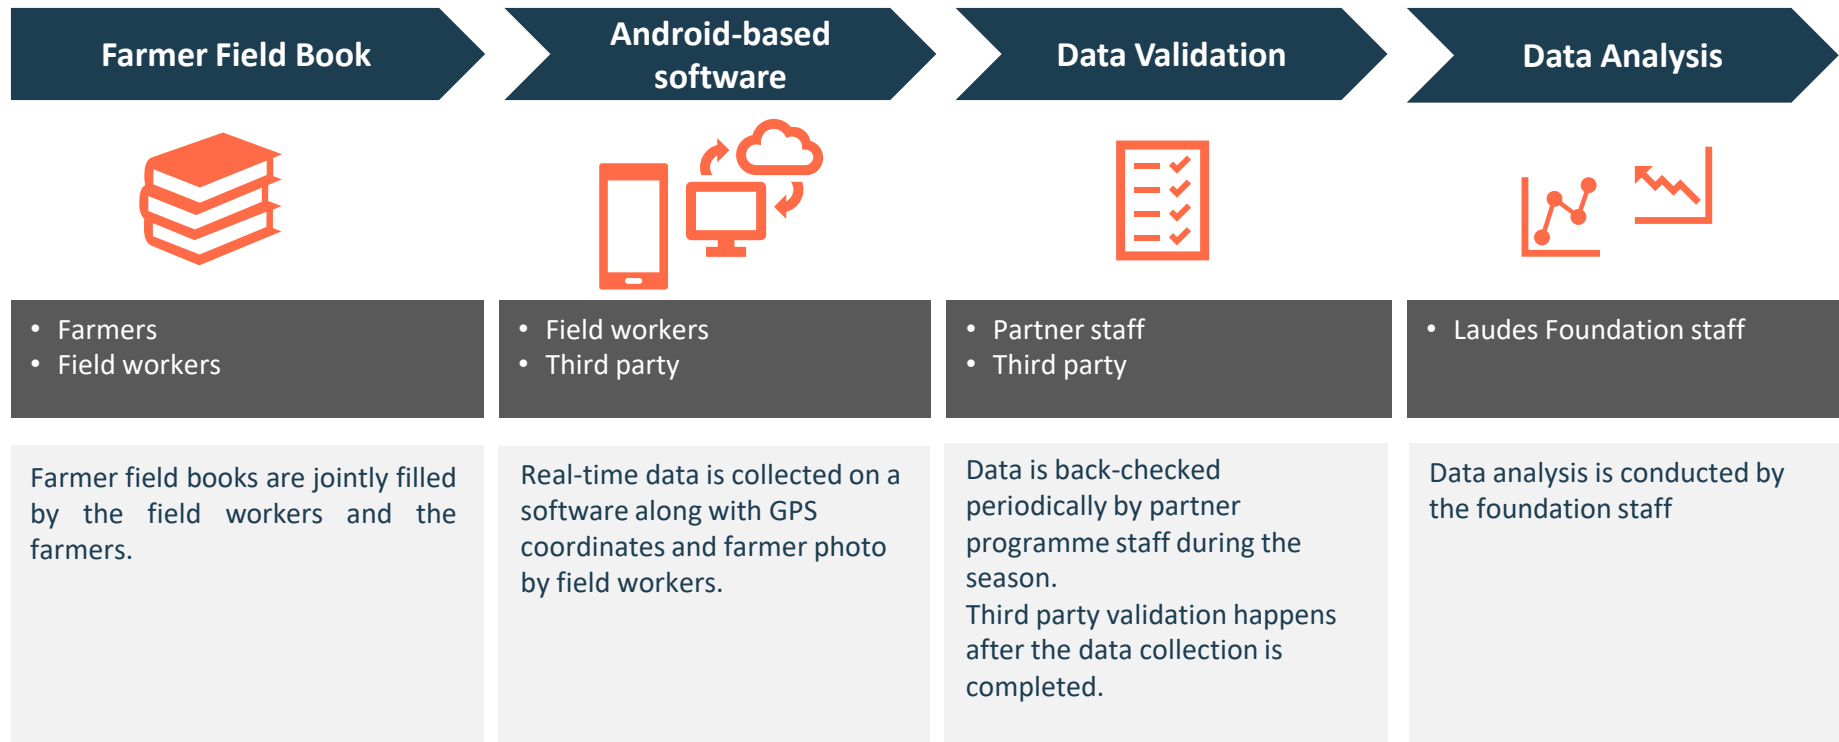 Farmer Field Book
Android-based
software
Data Validation
Data Analysis
• Farmers
• Field workers
• Field workers
• Third party
• Partner staff
• Third party
• Laudes Foundation staff
Farmer field books are jointly filled
by the field workers and the
farmers.
Real-time data is collected on a
software along with GPS
coordinates and farmer photo
by field workers.
Data is back-checked
periodically by partner
programme staff during the
season.
Third party validation happens
after the data collection is
completed.
Data analysis is conducted by
the foundation staff